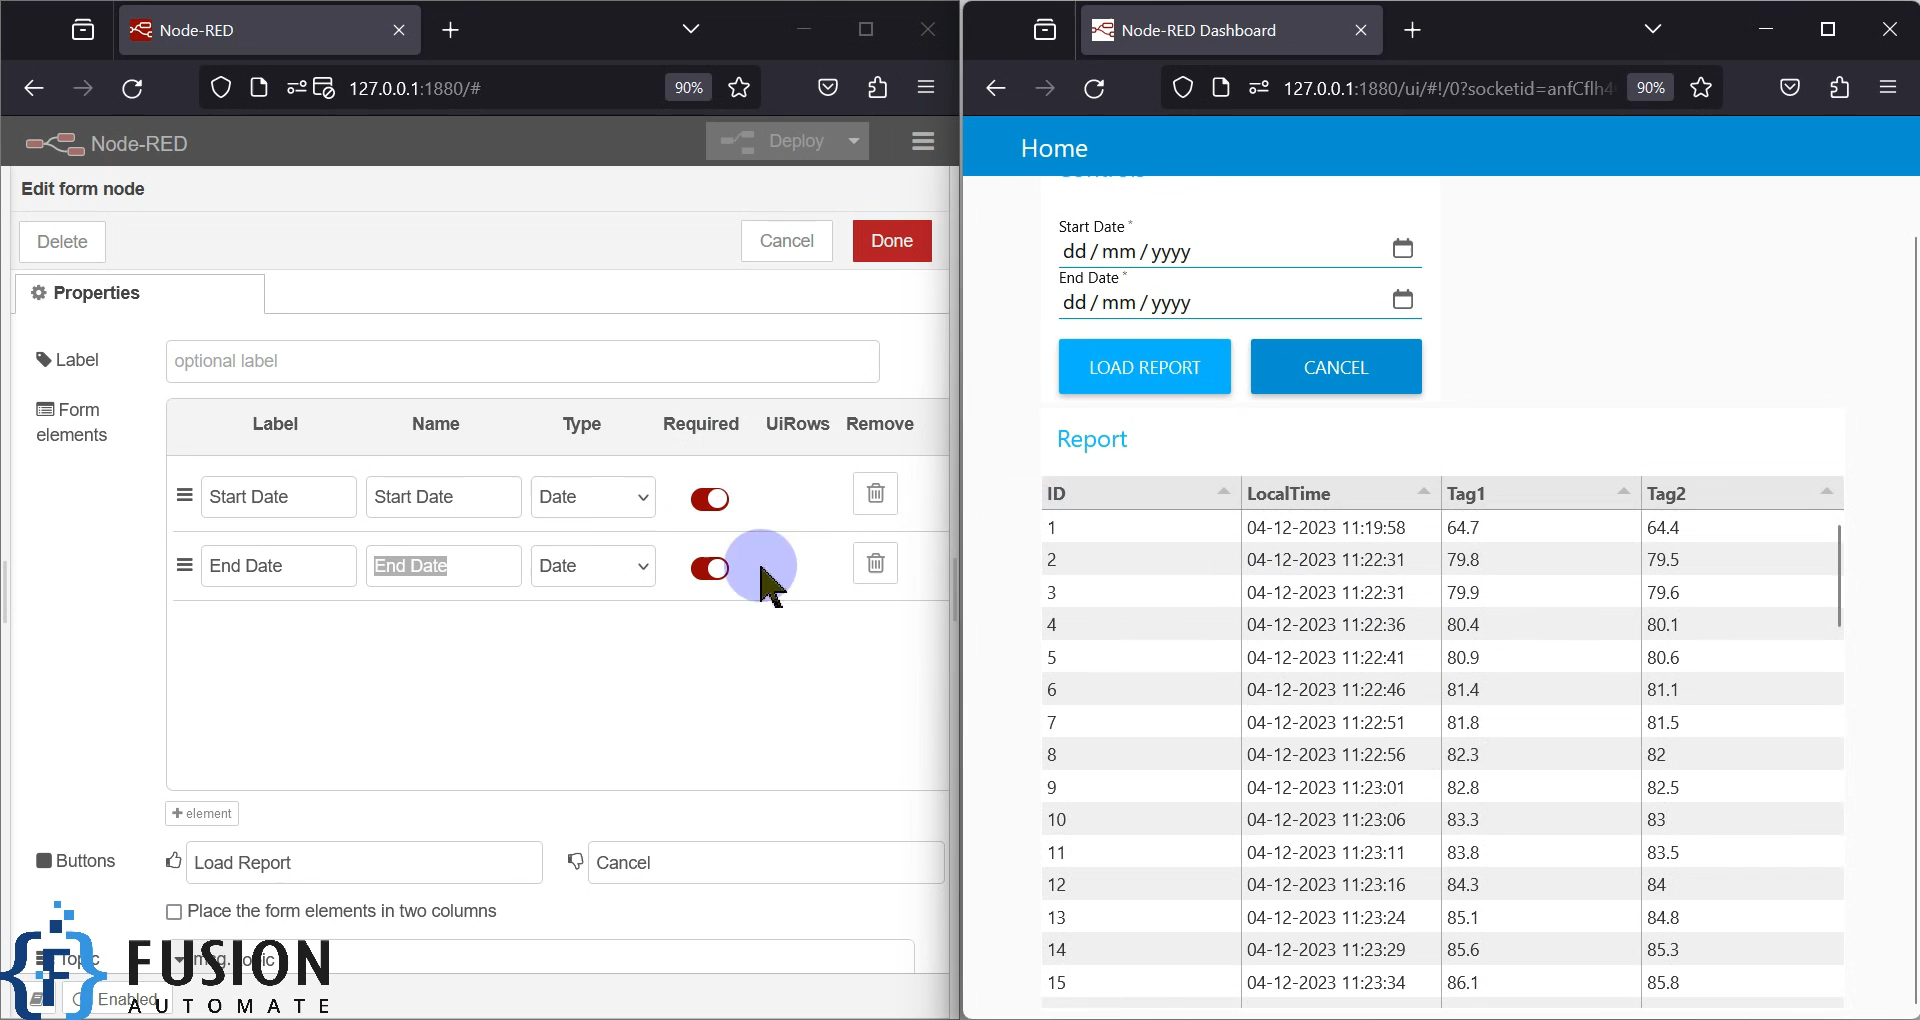 Node-RED
127.0.0.1:1880/#
90%
Node-RED
Deploy
Edit form node
Delete
Cancel
Done
Properties
Label
optional label
Form elements
Label Name Type Required UiRows Remove
Start Date Start Date Date
End Date End Date Date
+ element
Buttons
Load Report
Cancel
Place the form elements in two columns
Topic
Enabled
FUSION
AUTOMATE
Node-RED Dashboard
127.0.0.1:1880/ui/#!/0?socketid=anfCflh4
90%
Home
Start Date *
dd / mm / yyyy
End Date *
dd / mm / yyyy
LOAD REPORT CANCEL
Report
ID LocalTime Tag1 Tag2
1 04-12-2023 11:19:58 64.7 64.4
2 04-12-2023 11:22:31 79.8 79.5
3 04-12-2023 11:22:31 79.9 79.6
4 04-12-2023 11:22:36 80.4 80.1
5 04-12-2023 11:22:41 80.9 80.6
6 04-12-2023 11:22:46 81.4 81.1
7 04-12-2023 11:22:51 81.8 81.5
8 04-12-2023 11:22:56 82.3 82
9 04-12-2023 11:23:01 82.8 82.5
10 04-12-2023 11:23:06 83.3 83
11 04-12-2023 11:23:11 83.8 83.5
12 04-12-2023 11:23:16 84.3 84
13 04-12-2023 11:23:24 85.1 84.8
14 04-12-2023 11:23:29 85.6 85.3
15 04-12-2023 11:23:34 86.1 85.8